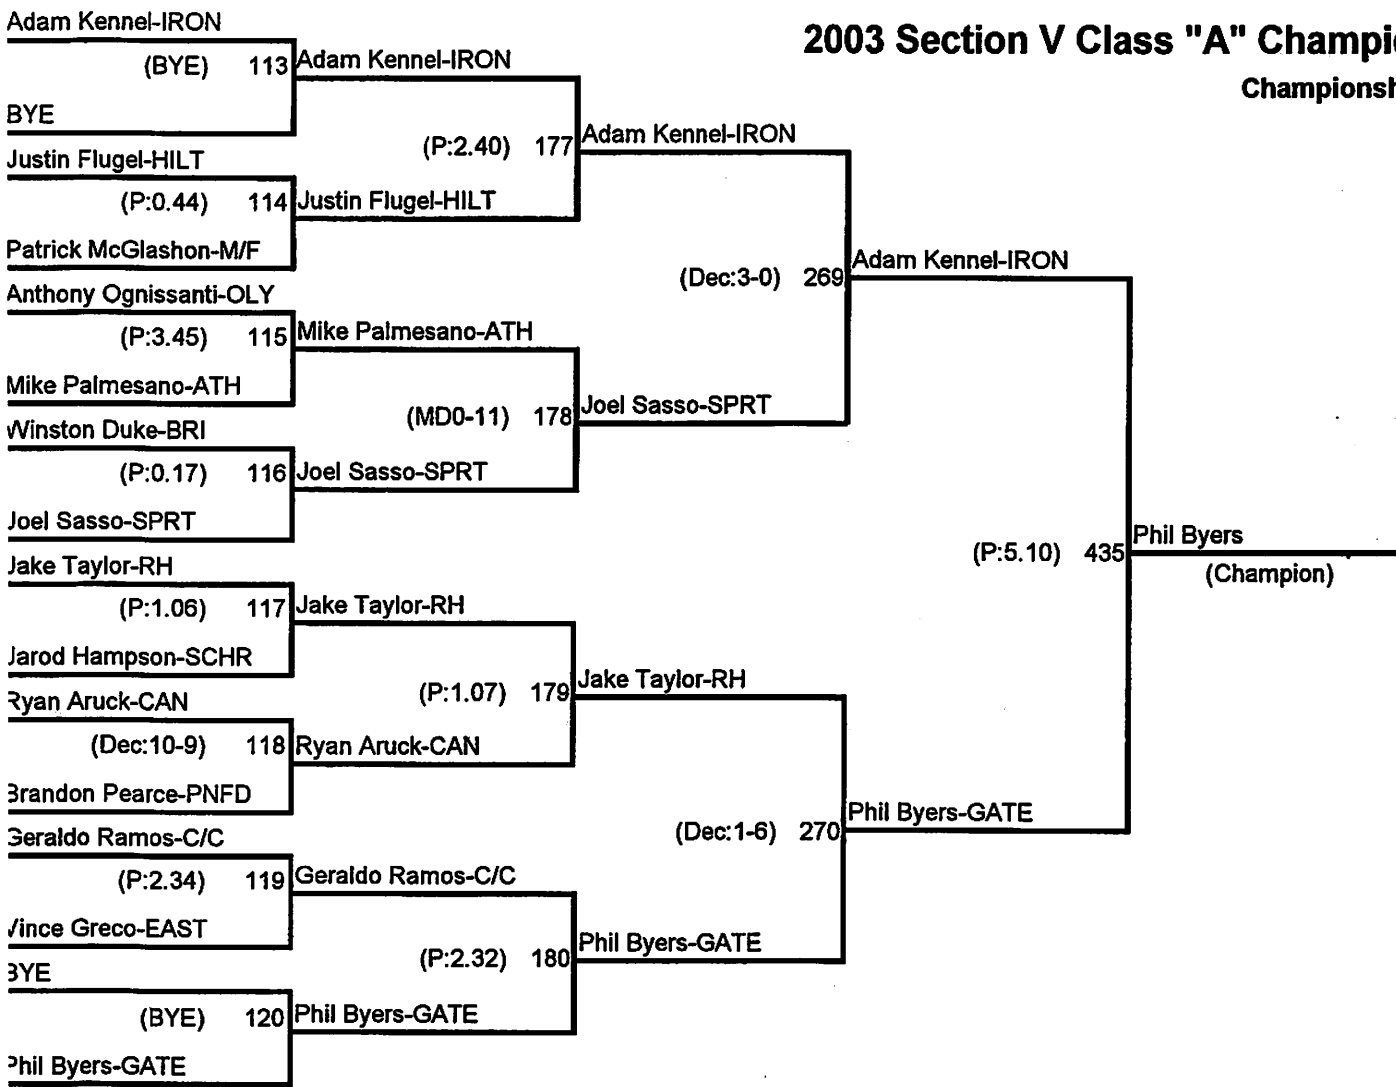 2003 Section V Class "A" Champi
Championsh
Adam Kennel-IRON
(BYE) 113 Adam Kennel-IRON
BYE
(P:2.40) 177 Adam Kennel-IRON
Justin Flugel-HILT
(P:0.44) 114 Justin Flugel-HILT
Patrick McGlashon-M/F
(Dec:3-0) 269 Adam Kennel-IRON
Anthony Ognissanti-OLY
(P:3.45) 115 Mike Palmesano-ATH
Mike Palmesano-ATH
(MD0-11) 178 Joel Sasso-SPRT
Winston Duke-BRI
(P:0.17) 116 Joel Sasso-SPRT
Joel Sasso-SPRT
(P:5.10) 435 Phil Byers
(Champion)
Jake Taylor-RH
(P:1.06) 117 Jake Taylor-RH
Jarod Hampson-SCHR
(P:1.07) 179 Jake Taylor-RH
Ryan Aruck-CAN
(Dec:10-9) 118 Ryan Aruck-CAN
Brandon Pearce-PNFD
(Dec:1-6) 270 Phil Byers-GATE
Geraldo Ramos-C/C
(P:2.34) 119 Geraldo Ramos-C/C
Vince Greco-EAST
(P:2.32) 180 Phil Byers-GATE
BYE
(BYE) 120 Phil Byers-GATE
Phil Byers-GATE